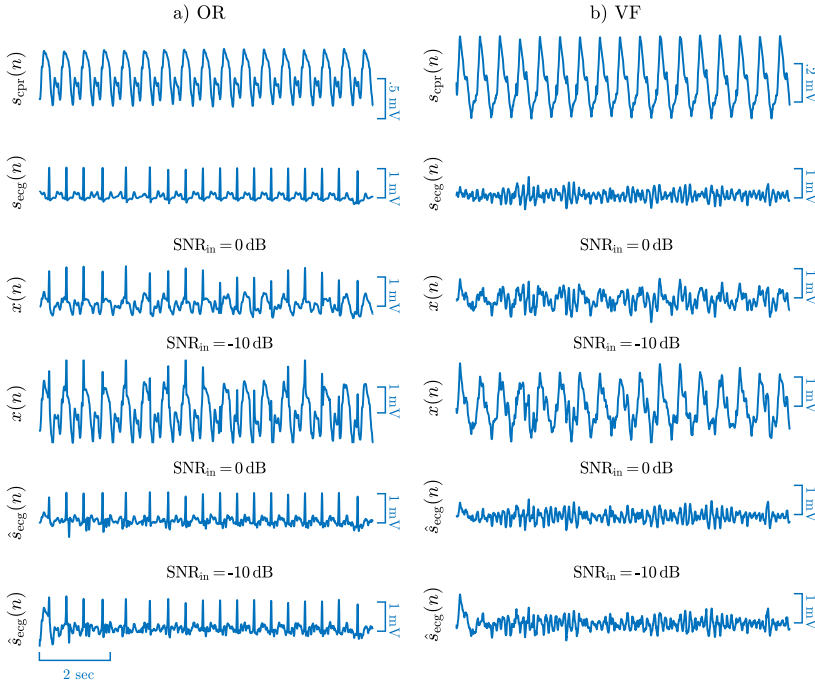 a) OR
b) VF
s_cpr(n)
.5 mV
s_cpr(n)
.2 mV
s_ecg(n)
1 mV
s_ecg(n)
1 mV
SNR_in = 0 dB
SNR_in = 0 dB
x(n)
1 mV
x(n)
1 mV
SNR_in = -10 dB
SNR_in = -10 dB
x(n)
1 mV
x(n)
1 mV
SNR_in = 0 dB
SNR_in = 0 dB
ŝ_ecg(n)
1 mV
ŝ_ecg(n)
1 mV
SNR_in = -10 dB
SNR_in = -10 dB
ŝ_ecg(n)
1 mV
ŝ_ecg(n)
1 mV
2 sec